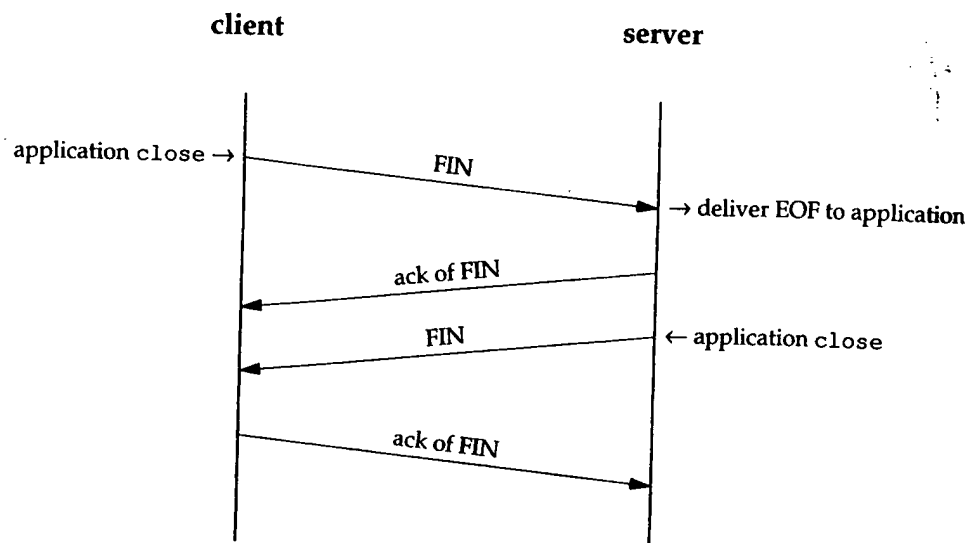 client
server
application close →
FIN
→ deliver EOF to application
ack of FIN
FIN
← application close
ack of FIN